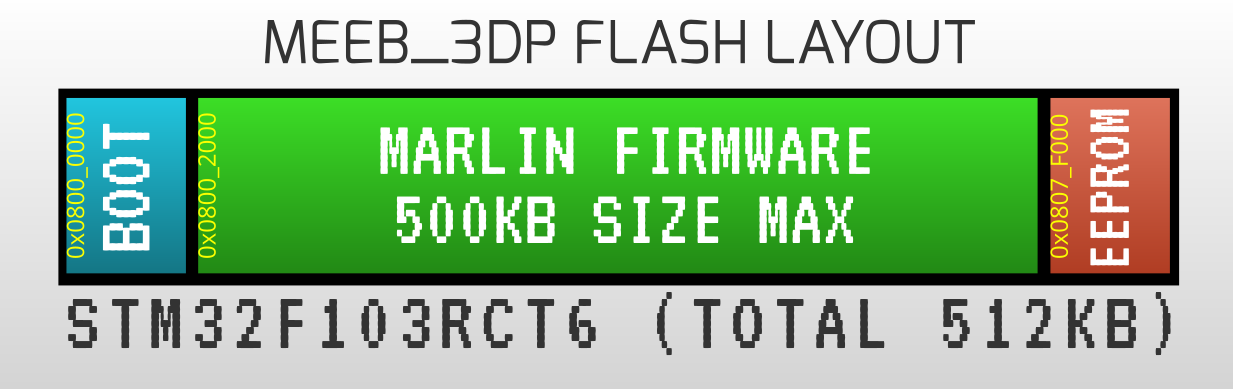 MEEB_3DP FLASH LAYOUT
0x0800_0000
BOOT
0x0800_2000
MARLIN FIRMWARE
500KB SIZE MAX
0x0807_F000
EEPROM
STM32F103RCT6 (TOTAL 512KB)